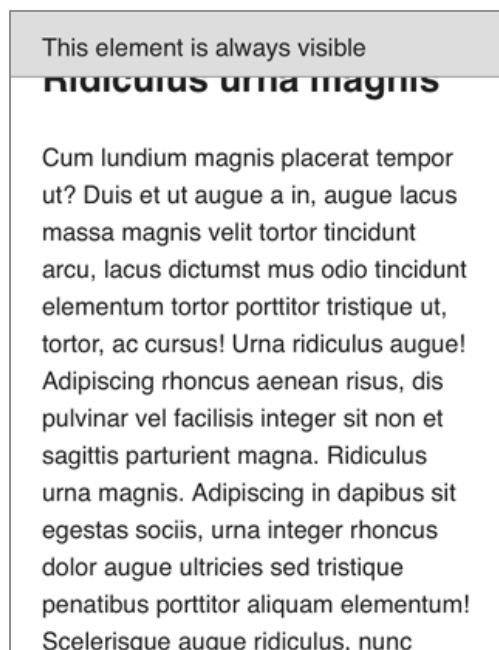 This element is always visible
Ridiculus urna magnis
Cum lundium magnis placerat tempor
ut? Duis et ut augue a in, augue lacus
massa magnis velit tortor tincidunt
arcu, lacus dictumst mus odio tincidunt
elementum tortor porttitor tristique ut,
tortor, ac cursus! Urna ridiculus augue!
Adipiscing rhoncus aenean risus, dis
pulvinar vel facilisis integer sit non et
sagittis parturient magna. Ridiculus
urna magnis. Adipiscing in dapibus sit
egestas sociis, urna integer rhoncus
dolor augue ultricies sed tristique
penatibus porttitor aliquam elementum!
Scelerisque augue ridiculus, nunc